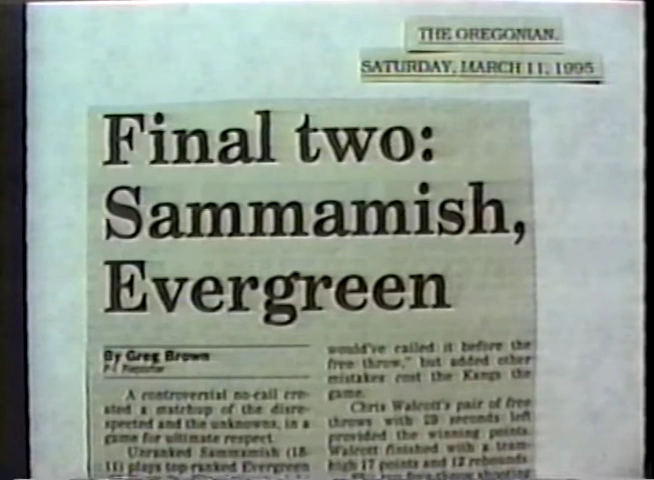 THE OREGONIAN.
SATURDAY, MARCH 11, 1995
Final two:
Sammamish,
Evergreen
By Greg Brown
P-I Reporter
A controversial no-call cre-
ated a matchup of the disre-
spected and the unknowns, in a
game for ultimate respect.
Unranked Sammamish (18-
11) plays top-ranked Evergreen
would've called it before the
free throw," but added other
mistakes cost the Kangs the
game.
Chris Walcott's pair of free
throws with 29 seconds left
provided the winning points.
Walcott finished with a team-
high 17 points and 12 rebounds.